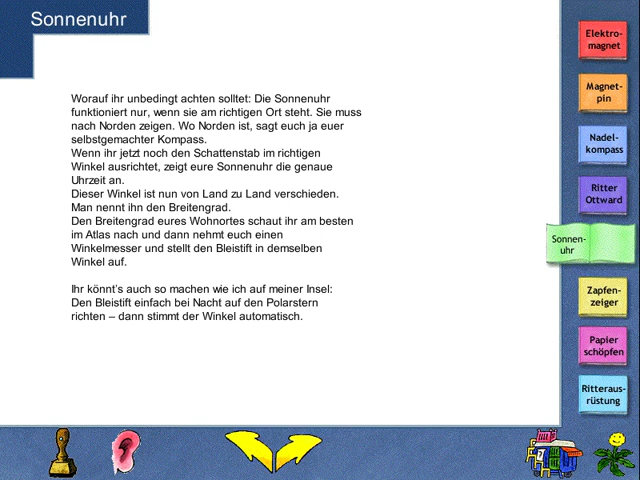 Sonnenuhr
Worauf ihr unbedingt achten solltet: Die Sonnenuhr
funktioniert nur, wenn sie am richtigen Ort steht. Sie muss
nach Norden zeigen. Wo Norden ist, sagt euch ja euer
selbstgemachter Kompass.
Wenn ihr jetzt noch den Schattenstab im richtigen
Winkel ausrichtet, zeigt eure Sonnenuhr die genaue
Uhrzeit an.
Dieser Winkel ist nun von Land zu Land verschieden.
Man nennt ihn den Breitengrad.
Den Breitengrad eures Wohnortes schaut ihr am besten
im Atlas nach und dann nehmt euch einen
Winkelmesser und stellt den Bleistift in demselben
Winkel auf.
Ihr könnt's auch so machen wie ich auf meiner Insel:
Den Bleistift einfach bei Nacht auf den Polarstern
richten – dann stimmt der Winkel automatisch.
Elektro-
magnet
Magnet-
pin
Nadel-
kompass
Ritter
Ottward
Sonnen-
uhr
Zapfen-
zeiger
Papier
schöpfen
Ritteraus-
rüstung
7